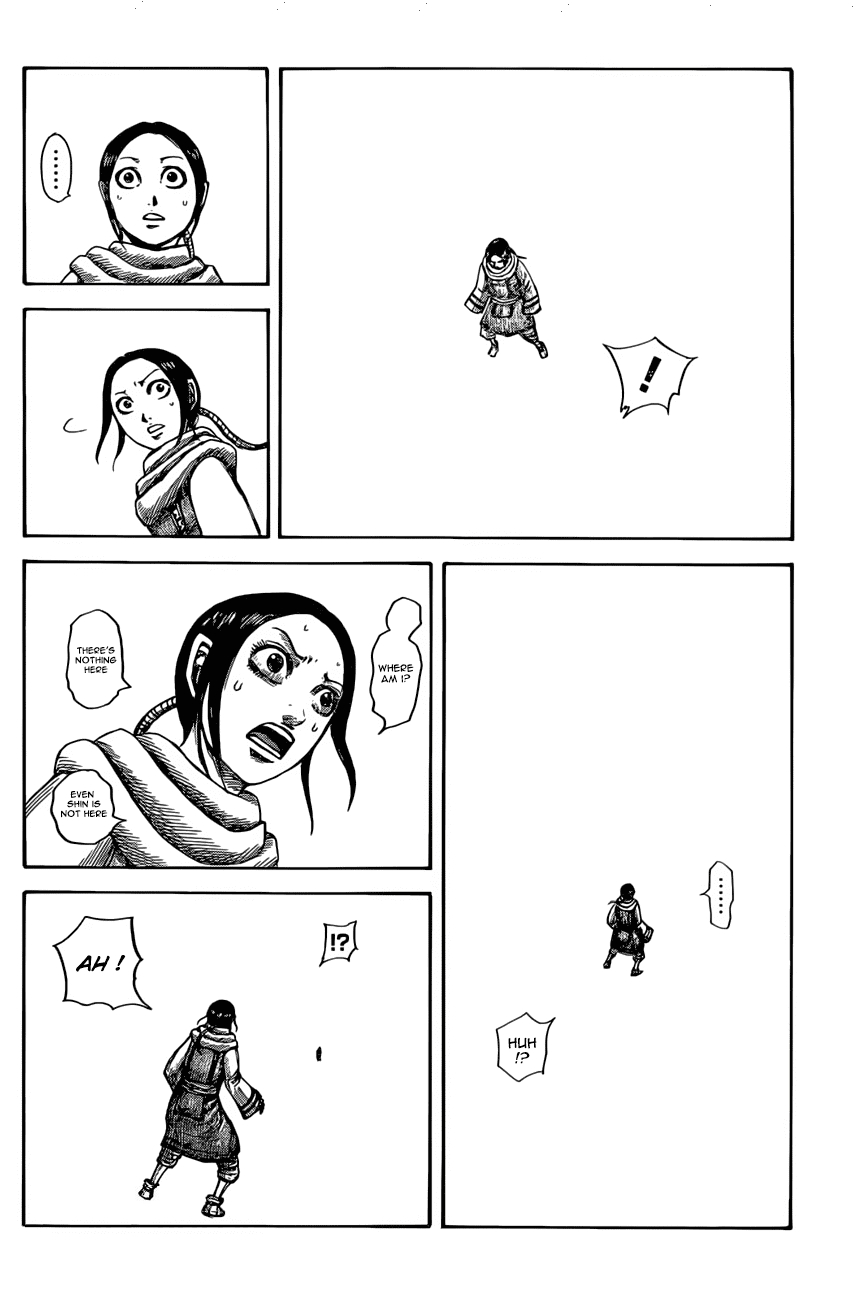 !
......
HUH
!?
......
WHERE
AM I?
THERE'S
NOTHING
HERE
EVEN
SHIN IS
NOT HERE
!?
AH !